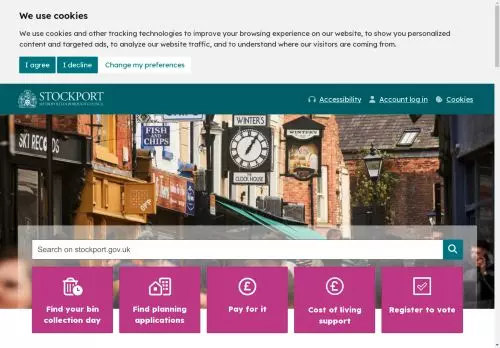 We use cookies
We use cookies and other tracking technologies to improve your browsing experience on our website, to show you personalized
content and targeted ads, to analyze our website traffic, and to understand where our visitors are coming from.
I agree
I decline
Change my preferences
STOCKPORT
METROPOLITAN BOROUGH COUNCIL
Accessibility
Account log in
Cookies
SKI RECORDS
FISH AND
CHIPS
WINTER'S
CLOCK HOUSE
WINTER'S
Search on stockport.gov.uk
Find your bin
collection day
Find planning
applications
Pay for it
Cost of living
support
Register to vote